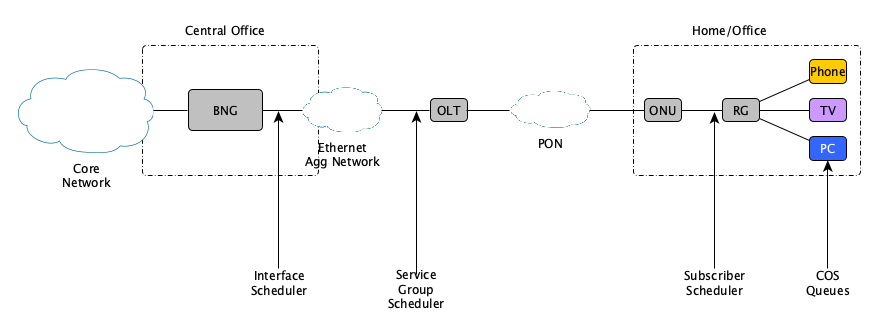 Central Office
Home/Office
Phone
BNG
OLT
ONU
RG
TV
PC
Ethernet
Agg Network
PON
Core
Network
Interface
Scheduler
Service
Group
Scheduler
Subscriber
Scheduler
COS
Queues